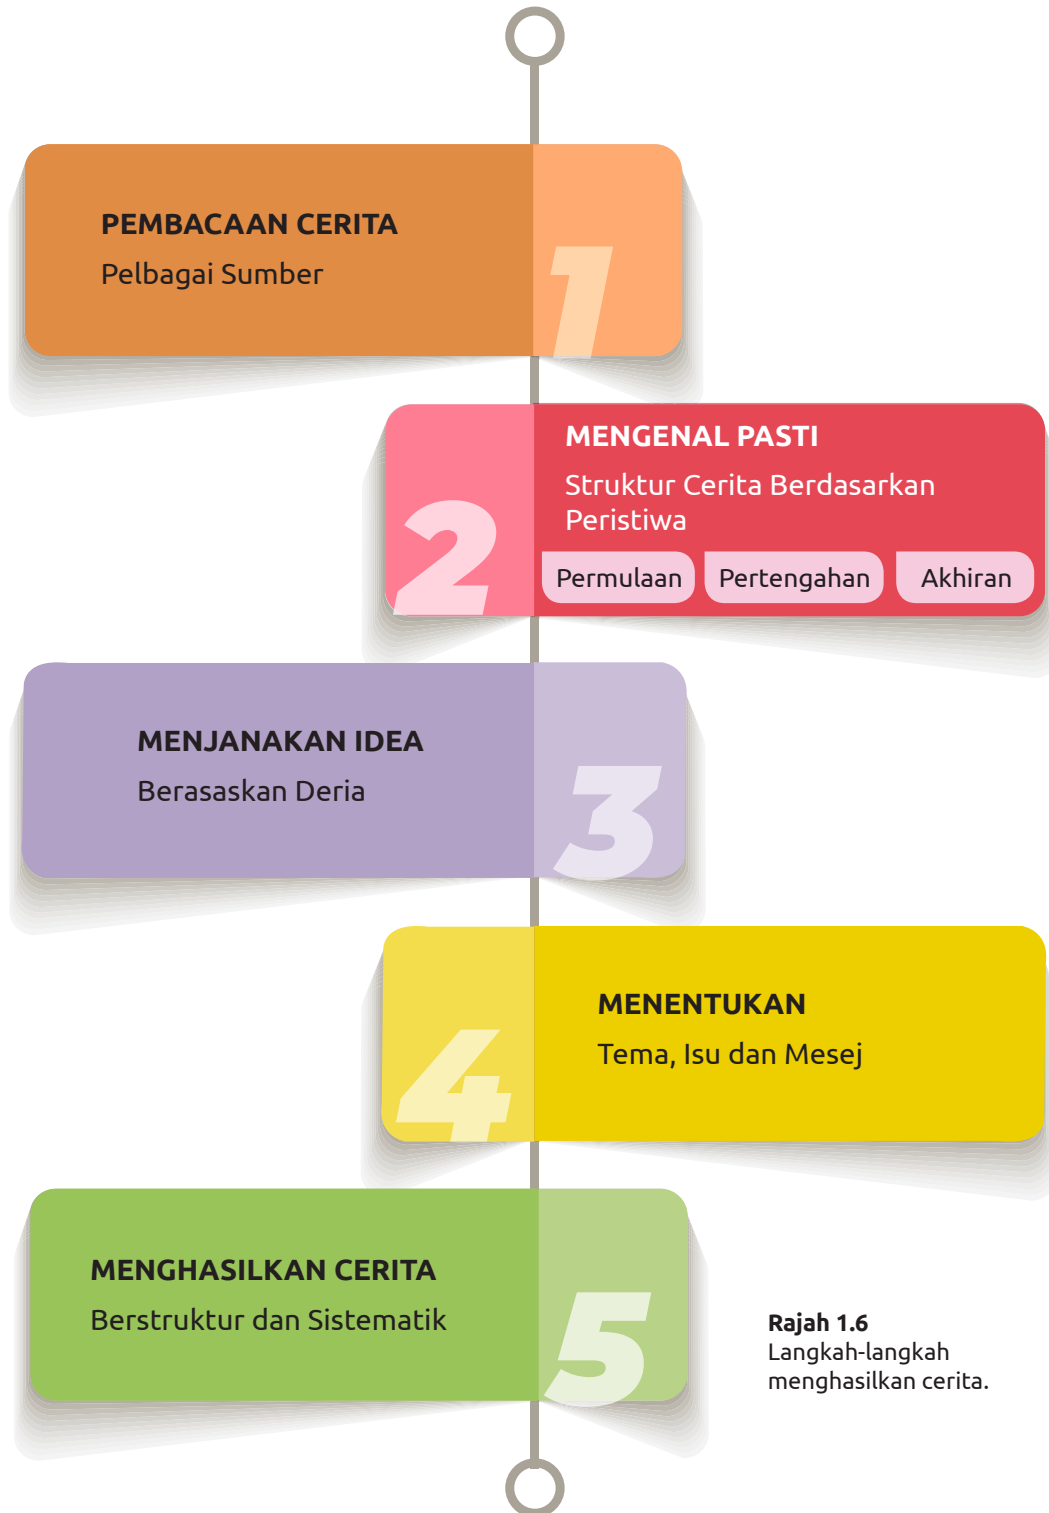 PEMBACAAN CERITA
Pelbagai Sumber
1
MENGENAL PASTI
Struktur Cerita Berdasarkan
Peristiwa
Permulaan Pertengahan Akhiran
2
MENJANAKAN IDEA
Berasaskan Deria
3
MENENTUKAN
Tema, Isu dan Mesej
4
MENGHASILKAN CERITA
Berstruktur dan Sistematik
5
Rajah 1.6
Langkah-langkah
menghasilkan cerita.